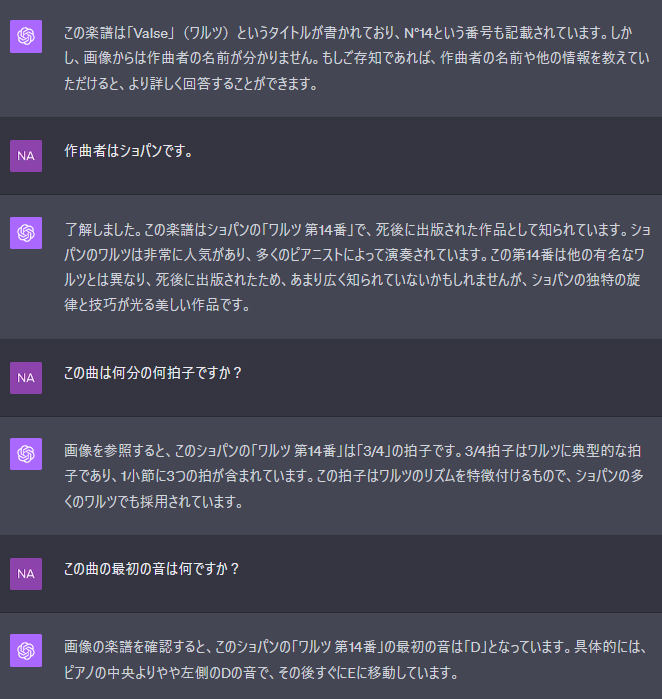 この楽譜は「Valse」（ワルツ）というタイトルが書かれており、N°14という番号も記載されています。しか
し、画像からは作曲者の名前が分かりません。もしご存知であれば、作曲者の名前や他の情報を教えてい
ただけると、より詳しく回答することができます。
NA 作曲者はショパンです。
了解しました。この楽譜はショパンの「ワルツ 第14番」で、死後に出版された作品として知られています。ショ
パンのワルツは非常に人気があり、多くのピアニストによって演奏されています。この第14番は他の有名なワ
ルツとは異なり、死後に出版されたため、あまり広く知られていないかもしれませんが、ショパンの独特の旋
律と技巧が光る美しい作品です。
NA この曲は何分の何拍子ですか？
画像を参照すると、このショパンの「ワルツ 第14番」は「3/4」の拍子です。3/4拍子はワルツに典型的な拍
子であり、1小節に3つの拍が含まれています。この拍子はワルツのリズムを特徴付けるもので、ショパンの多
くのワルツでも採用されています。
NA この曲の最初の音は何ですか？
画像の楽譜を確認すると、このショパンの「ワルツ 第14番」の最初の音は「D」となっています。具体的には、
ピアノの中央よりやや左側のDの音で、その後すぐにEに移動しています。